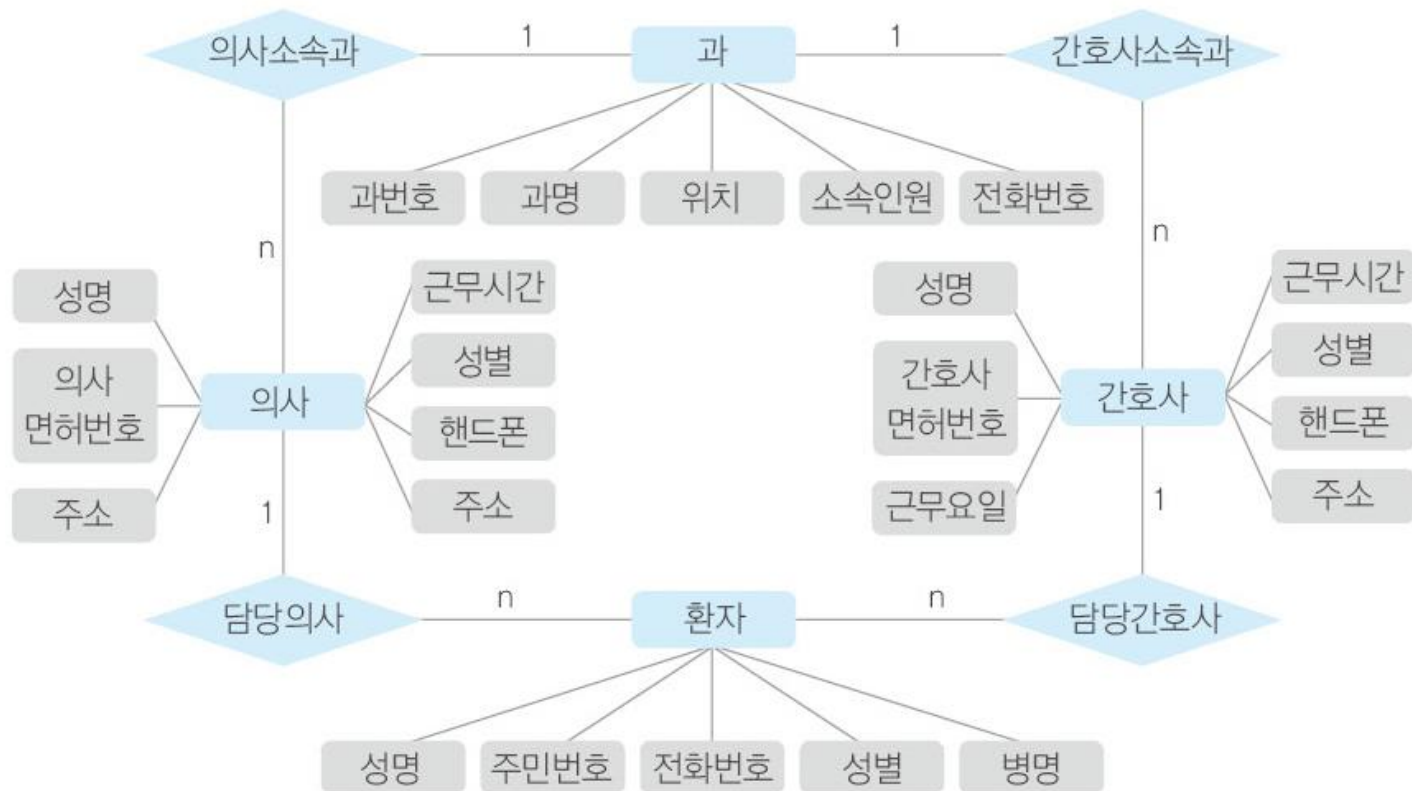 의사소속과
1
과
1
간호사소속과
과번호
과명
위치
소속인원
전화번호
n
n
성명
근무시간
성명
근무시간
의사
면허번호
의사
성별
간호사
면허번호
간호사
성별
핸드폰
핸드폰
주소
주소
근무요일
주소
1
1
담당의사
n
환자
n
담당간호사
성명
주민번호
전화번호
성별
병명